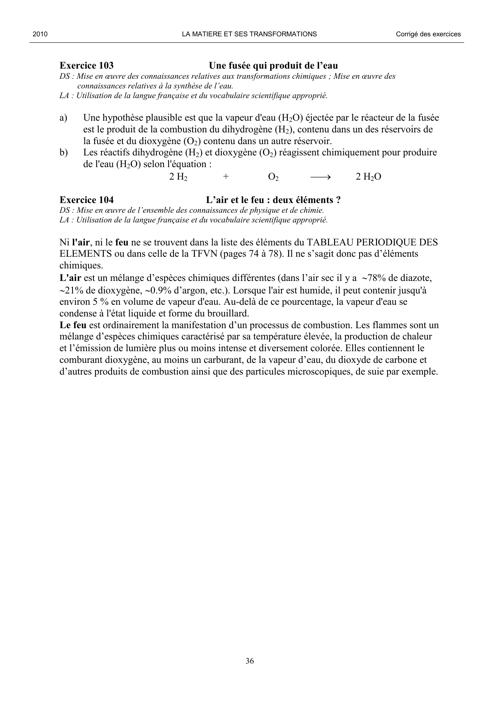 2010 LA MATIERE ET SES TRANSFORMATIONS Corrigé des exercices
Exercice 103 Une fusée qui produit de l'eau
DS : Mise en œuvre des connaissances relatives aux transformations chimiques ; Mise en œuvre des
connaissances relatives à la synthèse de l'eau.
LA : Utilisation de la langue française et du vocabulaire scientifique approprié.
a) Une hypothèse plausible est que la vapeur d'eau (H₂O) éjectée par le réacteur de la fusée
est le produit de la combustion du dihydrogène (H₂), contenu dans un des réservoirs de
la fusée et du dioxygène (O₂) contenu dans un autre réservoir.
b) Les réactifs dihydrogène (H₂) et dioxygène (O₂) réagissent chimiquement pour produire
de l'eau (H₂O) selon l'équation :
2 H₂ + O₂ ⟶ 2 H₂O
Exercice 104 L'air et le feu : deux éléments ?
DS : Mise en œuvre de l'ensemble des connaissances de physique et de chimie.
LA : Utilisation de la langue française et du vocabulaire scientifique approprié.
Ni l'air, ni le feu ne se trouvent dans la liste des éléments du TABLEAU PERIODIQUE DES
ELEMENTS ou dans celle de la TFVN (pages 74 à 78). Il ne s'agit donc pas d'éléments
chimiques.
L'air est un mélange d'espèces chimiques différentes (dans l'air sec il y a ~78% de diazote,
~21% de dioxygène, ~0.9% d'argon, etc.). Lorsque l'air est humide, il peut contenir jusqu'à
environ 5 % en volume de vapeur d'eau. Au-delà de ce pourcentage, la vapeur d'eau se
condense à l'état liquide et forme du brouillard.
Le feu est ordinairement la manifestation d'un processus de combustion. Les flammes sont un
mélange d'espèces chimiques caractérisé par sa température élevée, la production de chaleur
et l'émission de lumière plus ou moins intense et diversement colorée. Elles contiennent le
comburant dioxygène, au moins un carburant, de la vapeur d'eau, du dioxyde de carbone et
d'autres produits de combustion ainsi que des particules microscopiques, de suie par exemple.
36